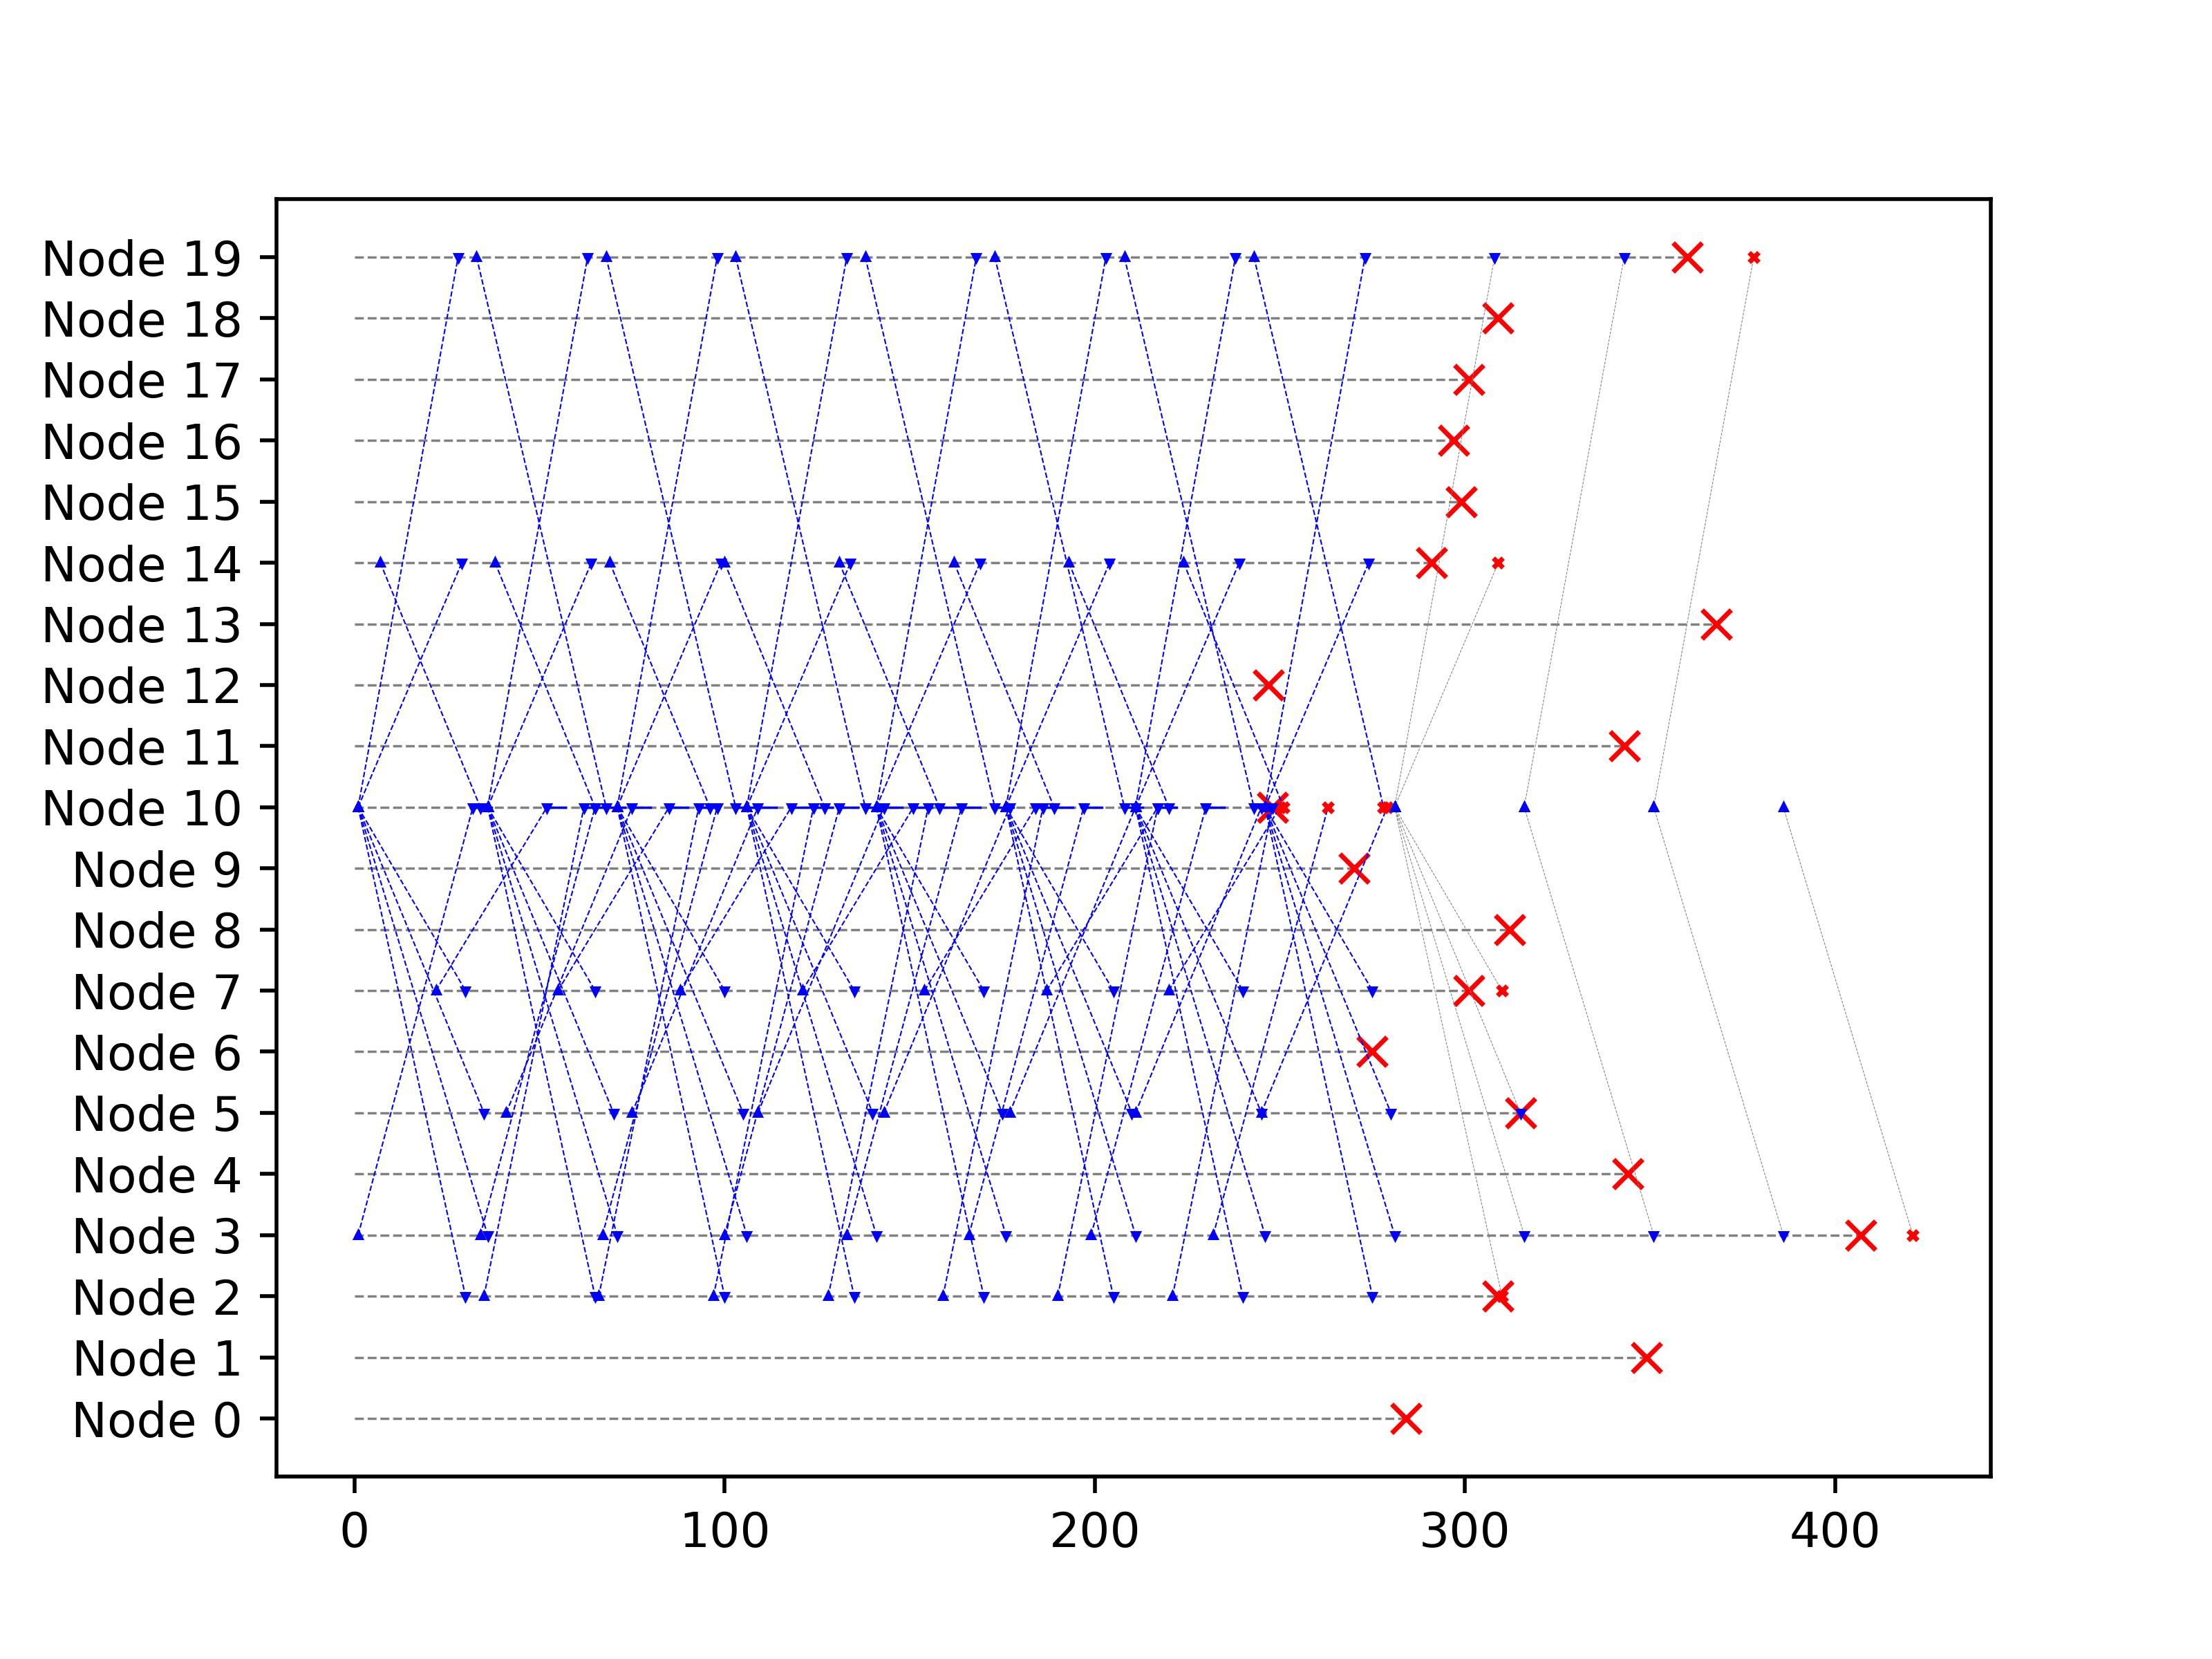 Node 19
Node 18
Node 17
Node 16
Node 15
Node 14
Node 13
Node 12
Node 11
Node 10
Node 9
Node 8
Node 7
Node 6
Node 5
Node 4
Node 3
Node 2
Node 1
Node 0
0 100 200 300 400